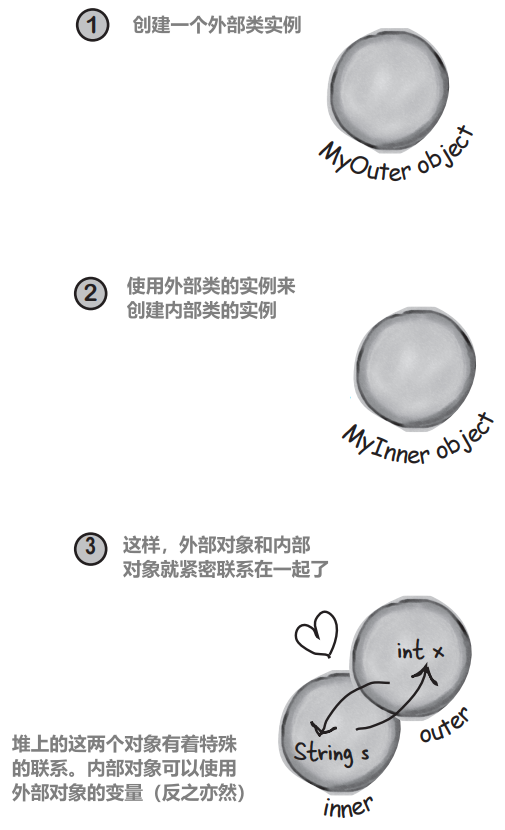 1 创建一个外部类实例
MyOuter object
2 使用外部类的实例来
创建内部类的实例
MyInner object
3 这样，外部对象和内部
对象就紧密联系在一起了
int x
outer
String s
inner
堆上的这两个对象有着特殊
的联系。内部对象可以使用
外部对象的变量（反之亦然）